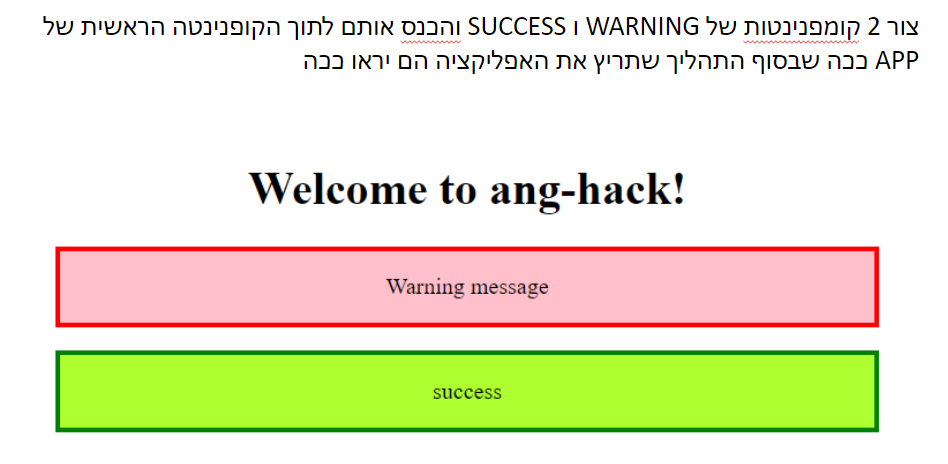 צור 2 קומפנינטות של WARNING ו SUCCESS והכנס אותם לתוך הקופנינטה הראשית של
APP ככה שבסוף התהליך שתריץ את האפליקציה הם יראו ככה
Welcome to ang-hack!
Warning message
success